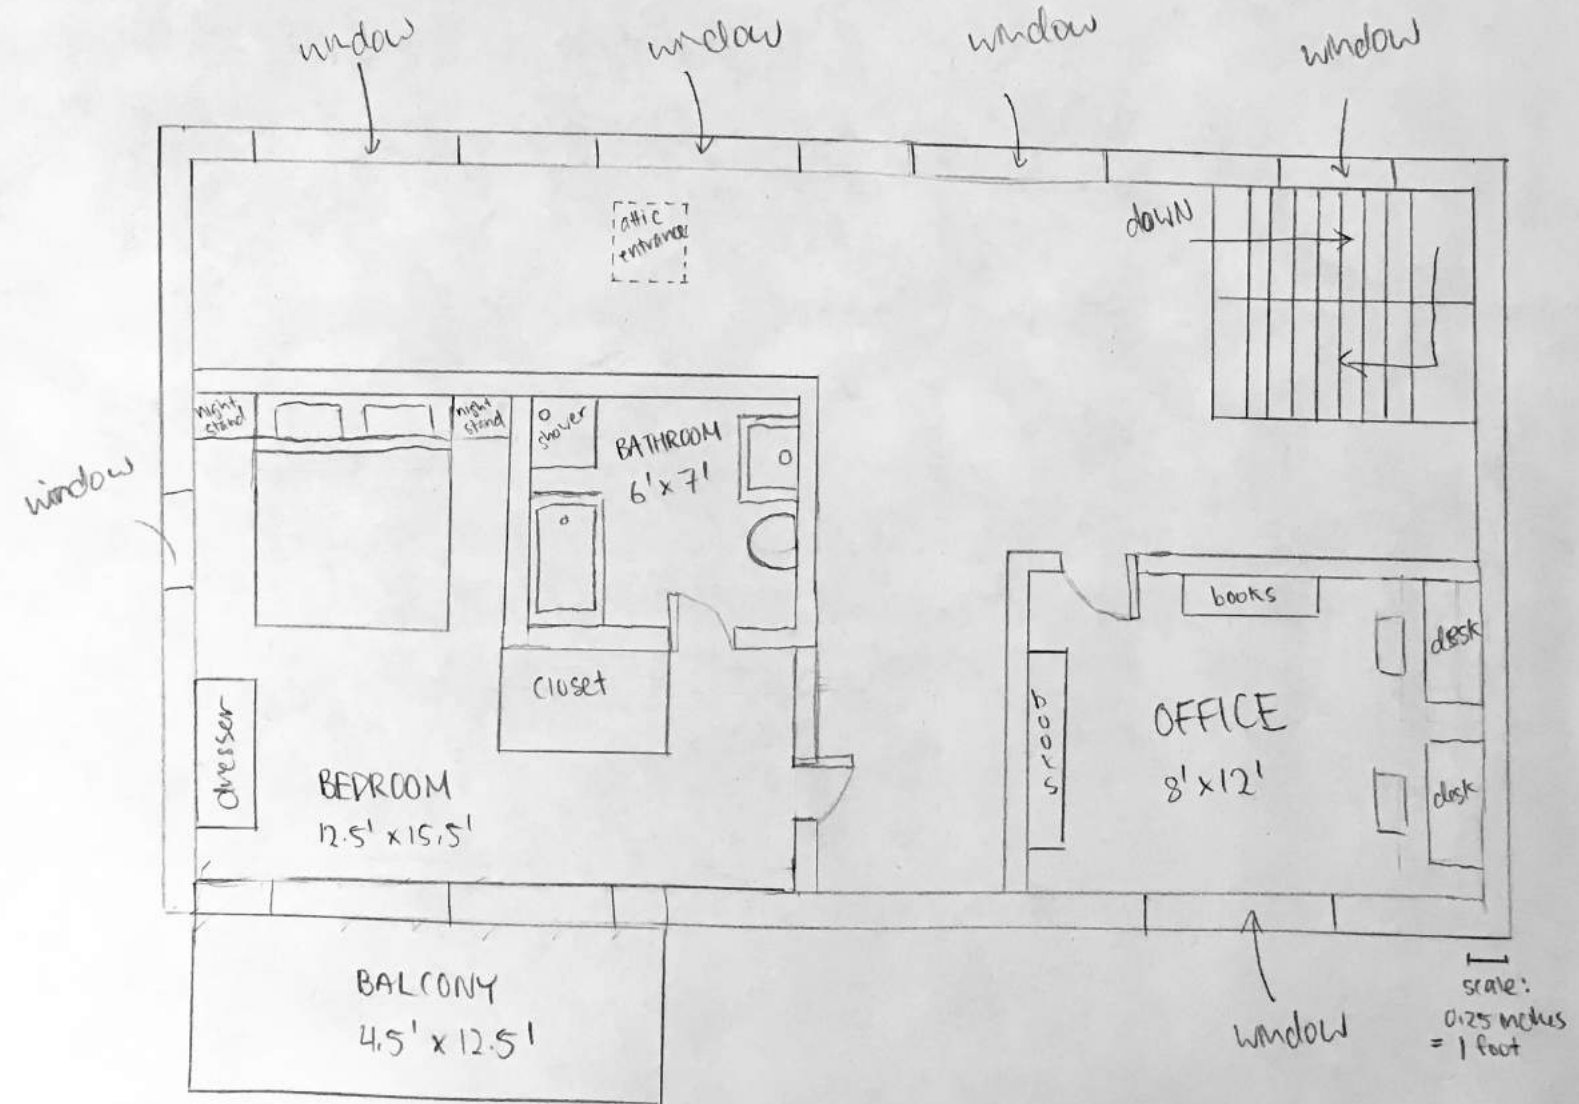 window
window
window
window
attic
entrance
down
night
stand
night
stand
shower
BATHROOM
6' x 7'
window
books
desk
closet
books
OFFICE
8' x 12'
dresser
BEDROOM
12.5' x 15.5'
desk
BALCONY
4.5' x 12.5'
window
scale:
0.25 inches
= 1 foot